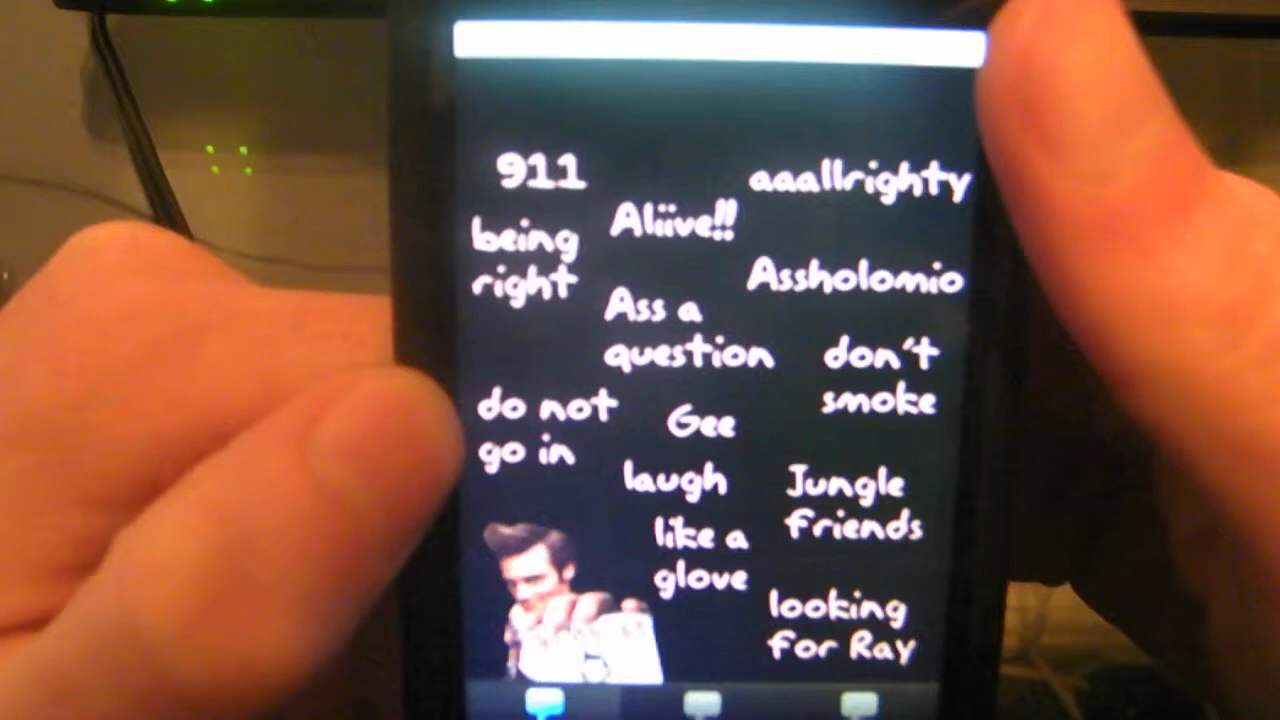 911
aaallrighty
Aliive!!
being
right
Assholomio
Ass a
question
don't
smoke
do not
go in
Gee
laugh
Jungle
friends
like a
glove
looking
for Ray